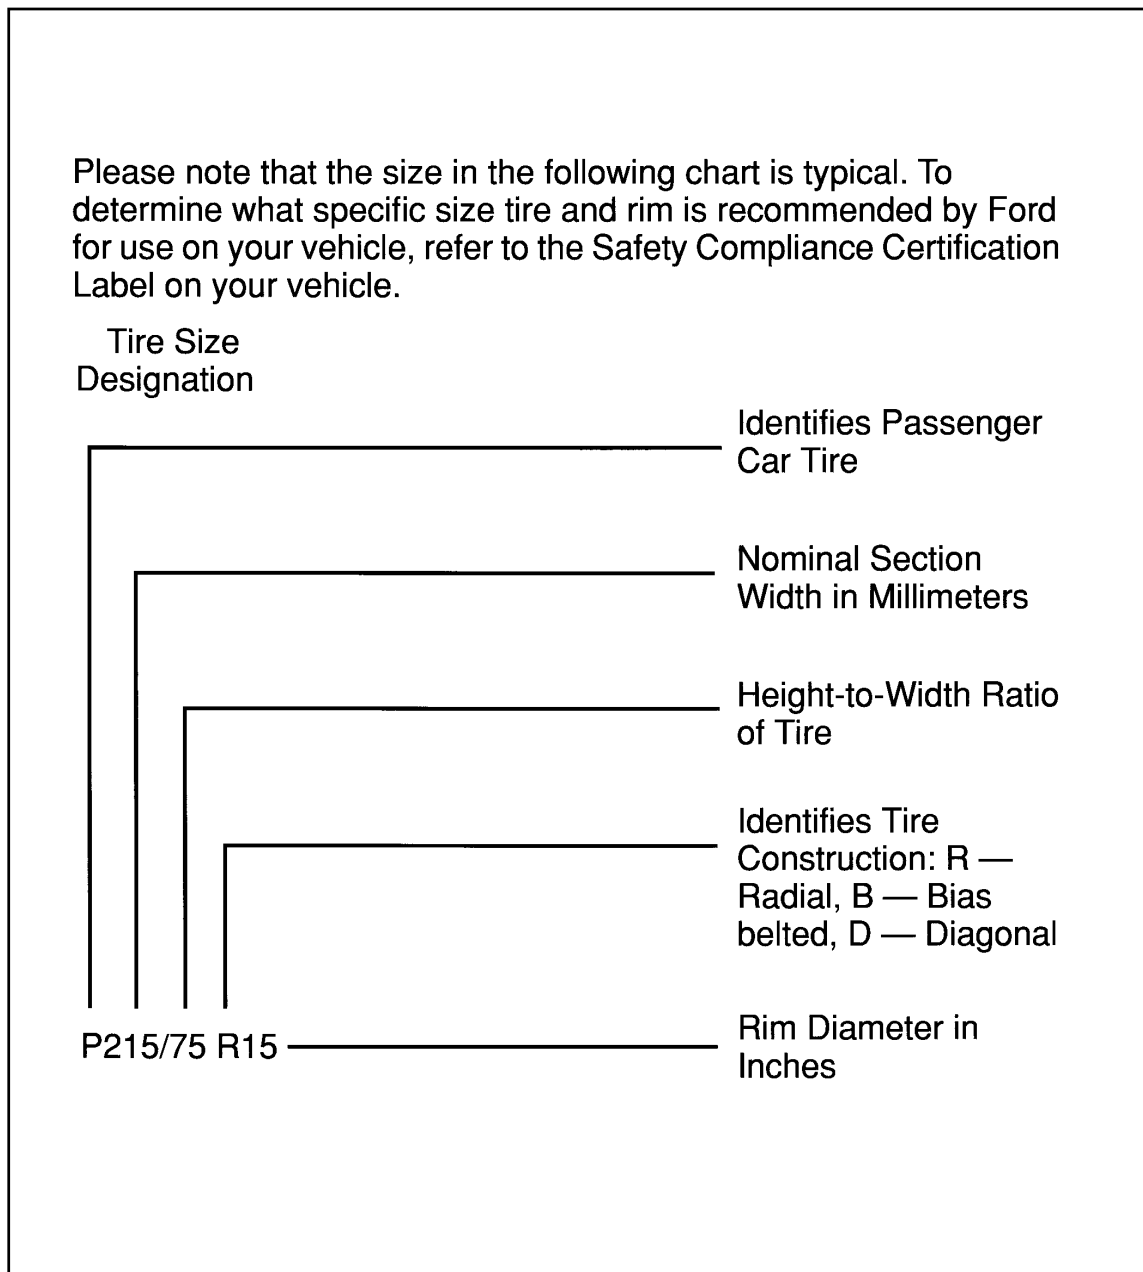 Please note that the size in the following chart is typical. To
determine what specific size tire and rim is recommended by Ford
for use on your vehicle, refer to the Safety Compliance Certification
Label on your vehicle.
Tire Size
Designation
Identifies Passenger
Car Tire
Nominal Section
Width in Millimeters
Height-to-Width Ratio
of Tire
Identifies Tire
Construction: R —
Radial, B — Bias
belted, D — Diagonal
P215/75 R15
Rim Diameter in
Inches